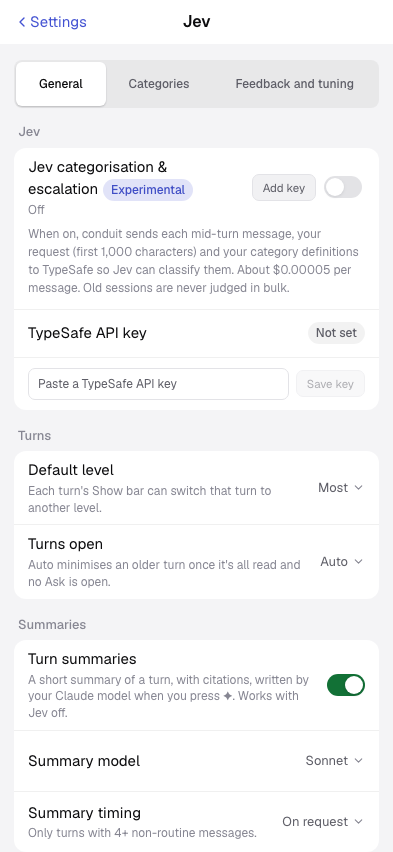 Settings
Jev
General
Categories
Feedback and tuning
Jev
Jev categorisation &
escalation Experimental
Add key
Off
When on, conduit sends each mid-turn message, your
request (first 1,000 characters) and your category definitions
to TypeSafe so Jev can classify them. About $0.00005 per
message. Old sessions are never judged in bulk.
TypeSafe API key
Not set
Paste a TypeSafe API key
Save key
Turns
Default level
Each turn's Show bar can switch that turn to
another level.
Most
Turns open
Auto minimises an older turn once it's all read and
no Ask is open.
Auto
Summaries
Turn summaries
A short summary of a turn, with citations, written by
your Claude model when you press ✦. Works with
Jev off.
Summary model
Sonnet
Summary timing
Only turns with 4+ non-routine messages.
On request